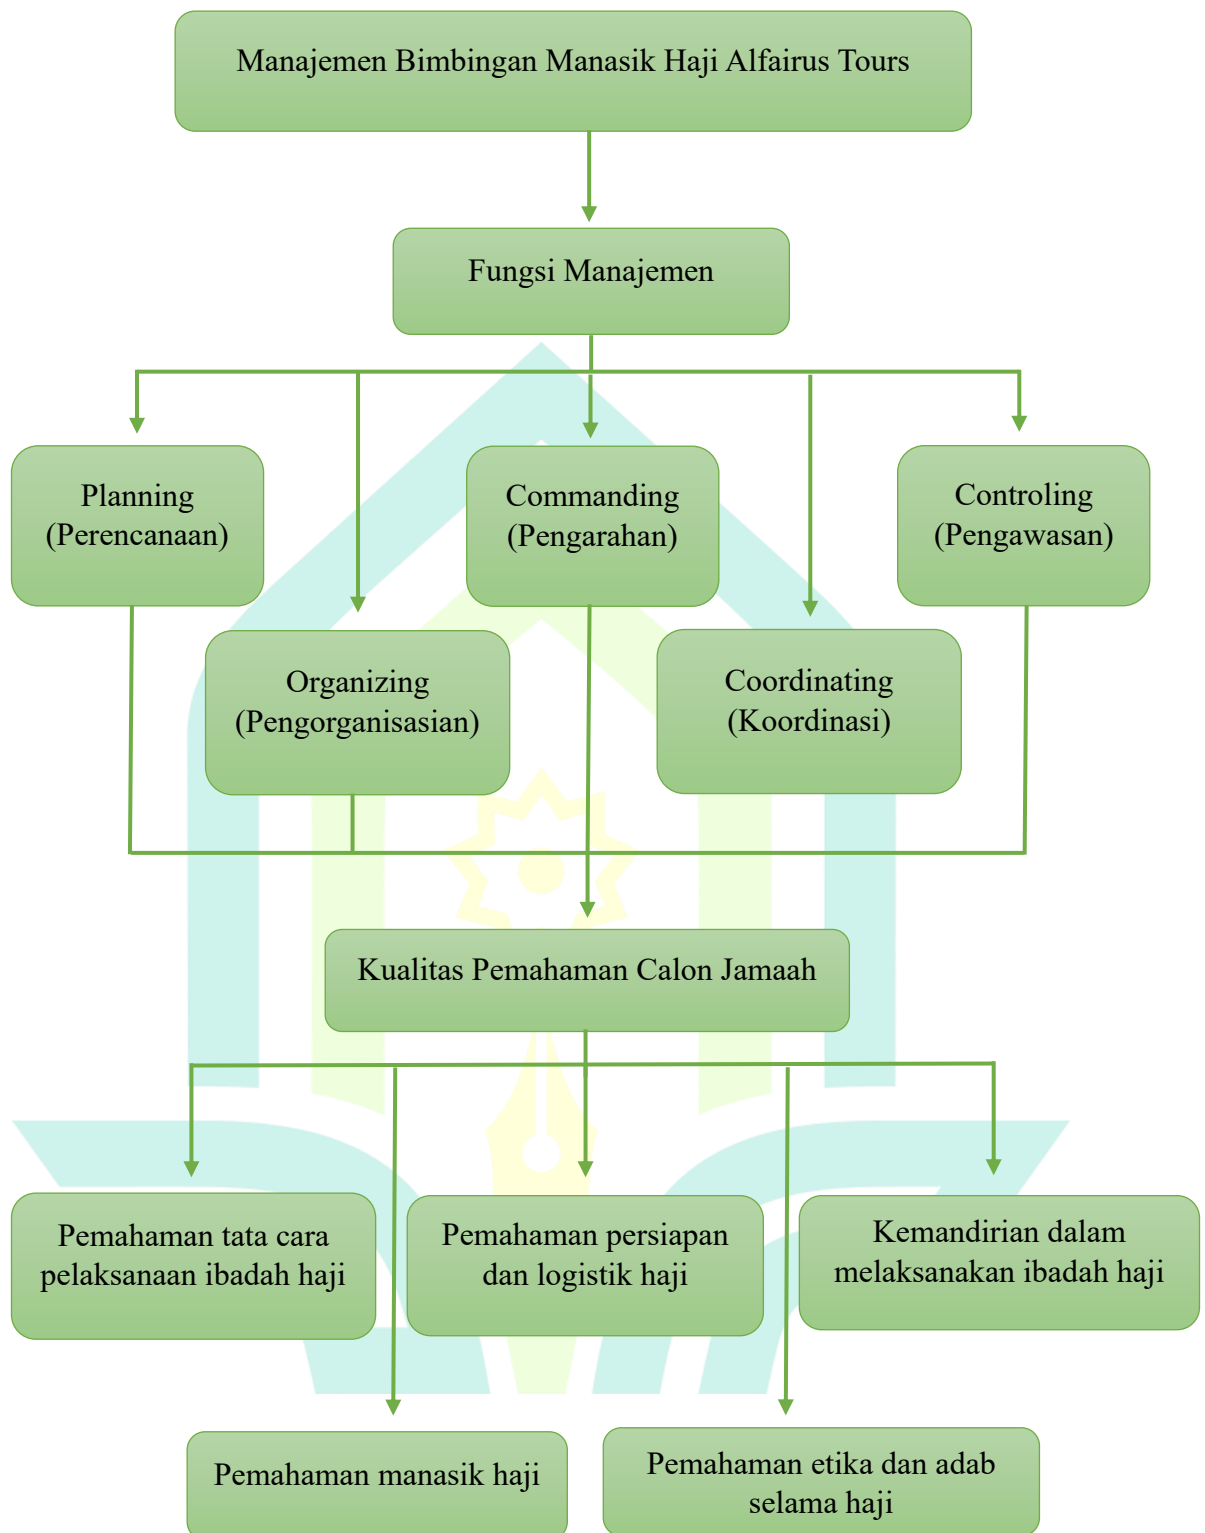 Manajemen Bimbingan Manasik Haji Alfairus Tours
Fungsi Manajemen
Planning
(Perencanaan)
Commanding
(Pengarahan)
Controling
(Pengawasan)
Organizing
(Pengorganisasian)
Coordinating
(Koordinasi)
Kualitas Pemahaman Calon Jamaah
Pemahaman tata cara
pelaksanaan ibadah haji
Pemahaman persiapan
dan logistik haji
Kemandirian dalam
melaksanakan ibadah haji
Pemahaman manasik haji
Pemahaman etika dan adab
selama haji